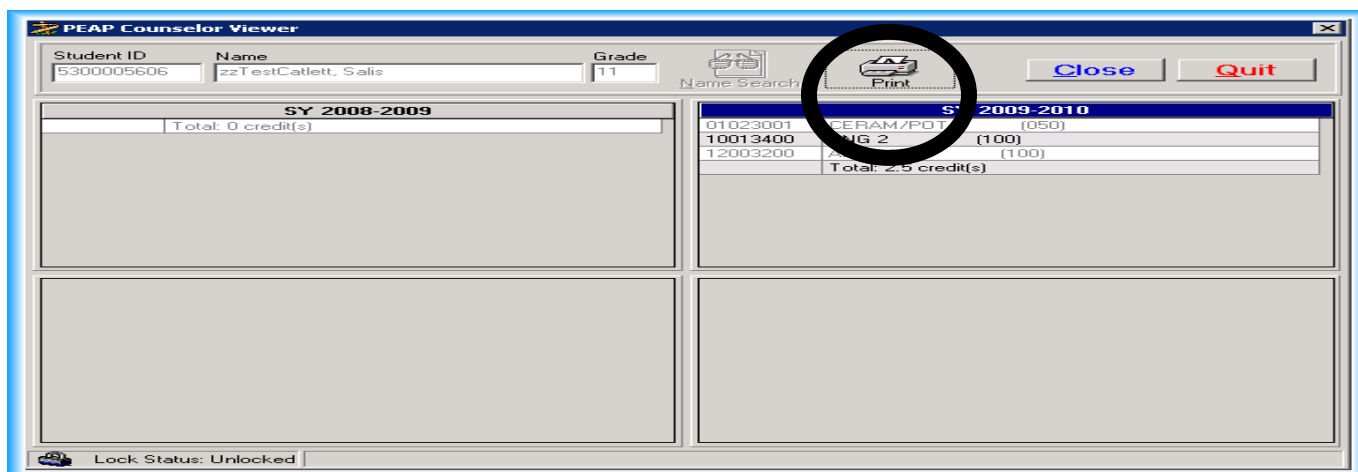 PEAP Counselor Viewer
Student ID Name Grade
5300005606 zzTestCatlett, Salis 11
Name Search Print Close Quit
SY 2008-2009
Total: 0 credit(s)
SY 2009-2010
01023001 CERAM/POT (050)
10013400 ENG 2 (100)
12003200 (100)
Total: 2.5 credit(s)
Lock Status: Unlocked